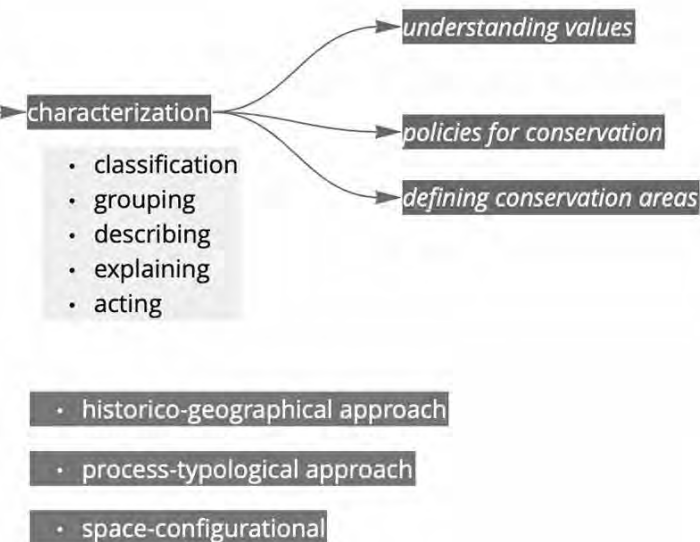 understanding values
characterization
policies for conservation
• classification
defining conservation areas
• grouping
• describing
• explaining
• acting
• historico-geographical approach
• process-typological approach
• space-configurational